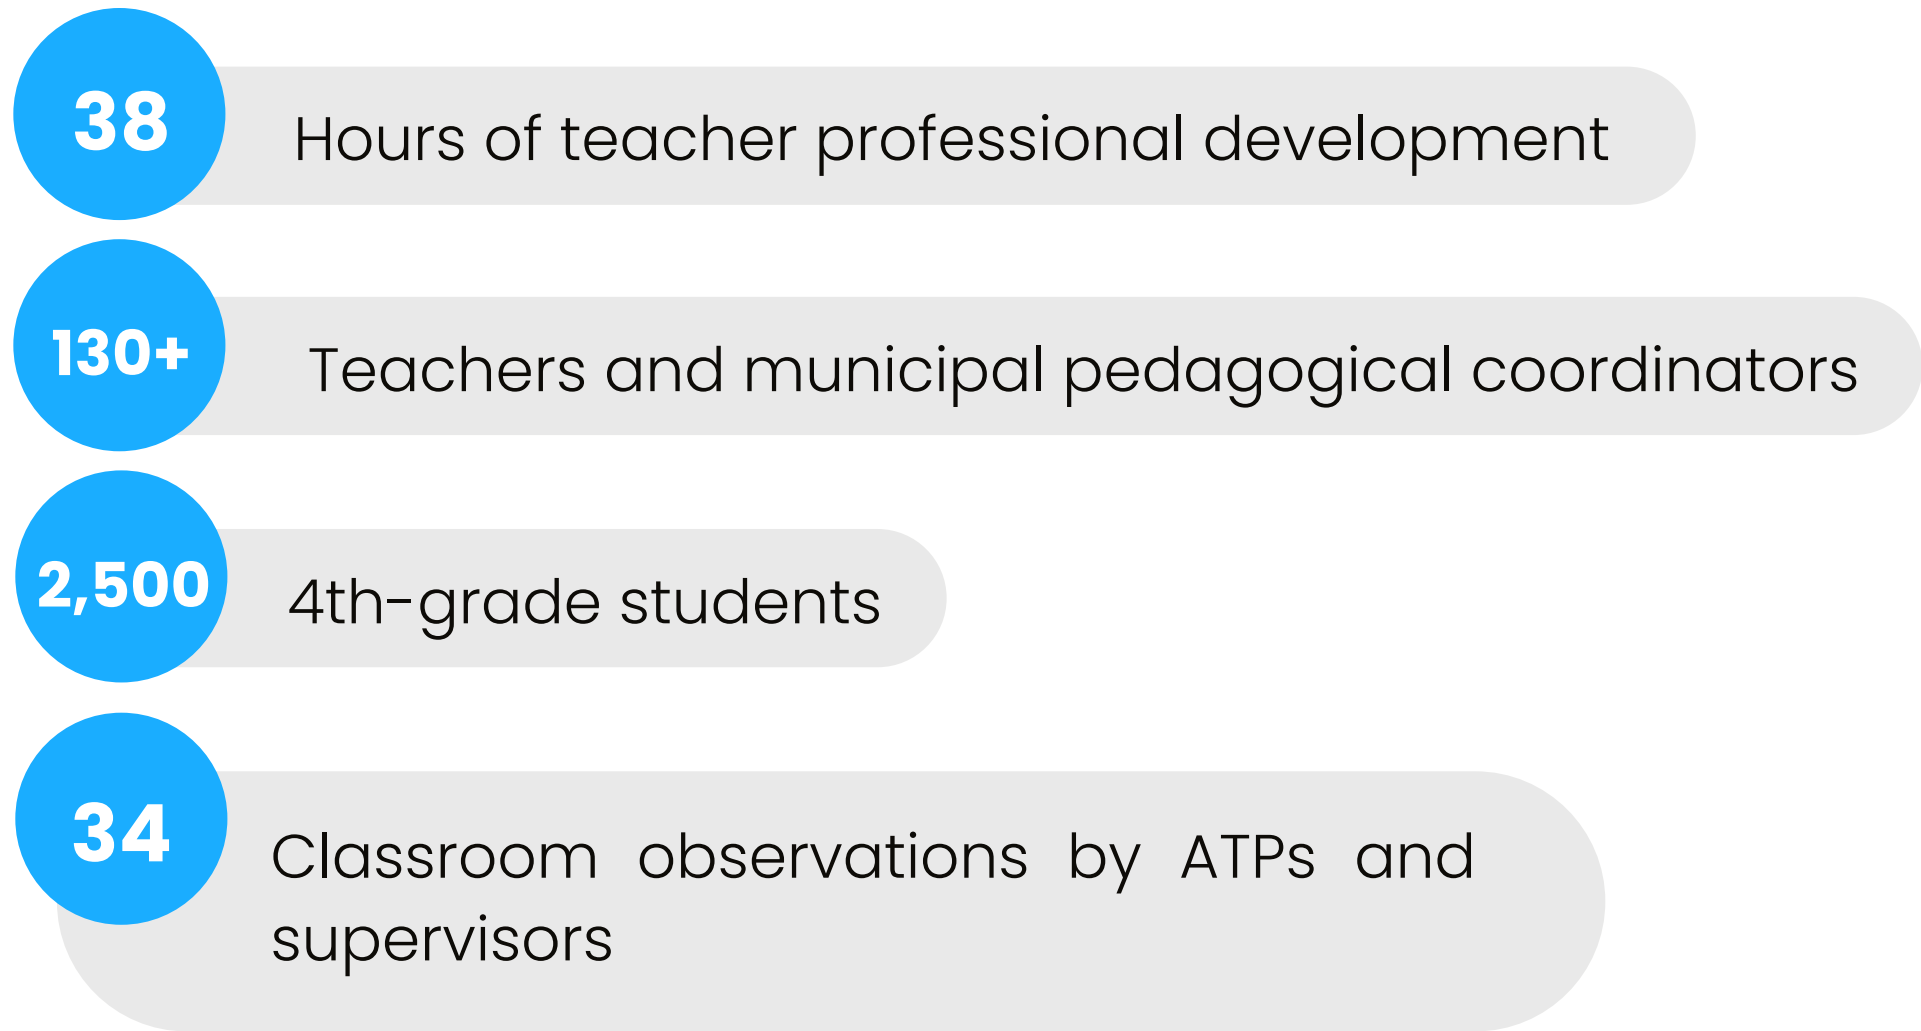 38
Hours of teacher professional development
130+
Teachers and municipal pedagogical coordinators
2,500
4th-grade students
34
Classroom observations by ATPs and
supervisors